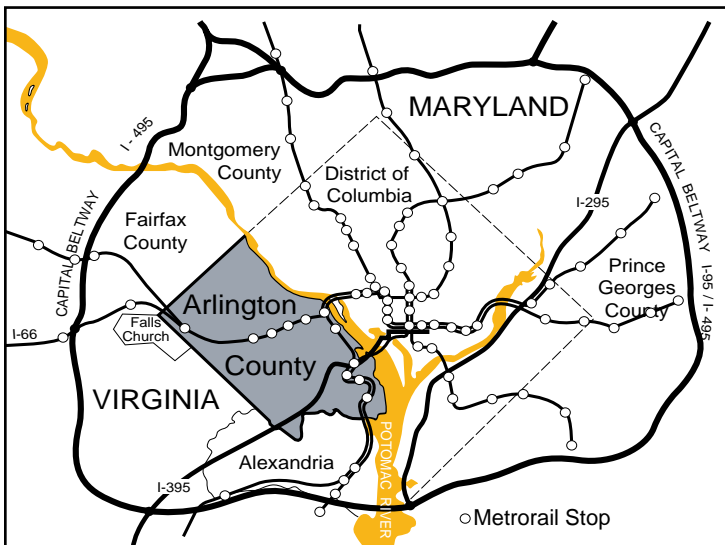 MARYLAND
I- 495
Montgomery
County
District of
Columbia
CAPITAL BELTWAY
I-295
Fairfax
County
CAPITAL BELTWAY I-95 / I- 495
Prince
Georges
County
Arlington
County
I-66
Falls
Church
VIRGINIA
POTOMAC RIVER
Alexandria
I-395
Metrorail Stop